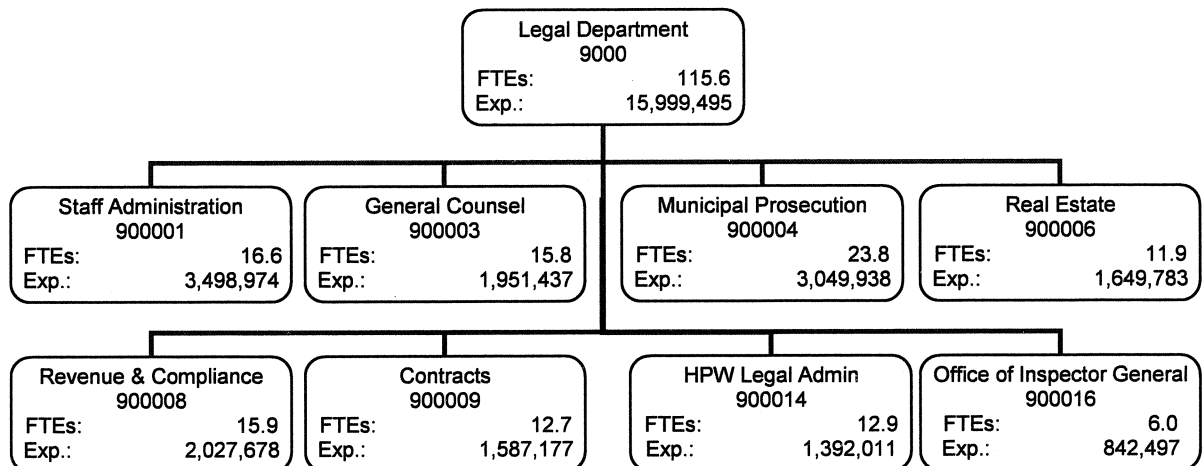 Legal Department
9000
FTEs: 115.6
Exp.: 15,999,495
Staff Administration
900001
FTEs: 16.6
Exp.: 3,498,974
General Counsel
900003
FTEs: 15.8
Exp.: 1,951,437
Municipal Prosecution
900004
FTEs: 23.8
Exp.: 3,049,938
Real Estate
900006
FTEs: 11.9
Exp.: 1,649,783
Revenue & Compliance
900008
FTEs: 15.9
Exp.: 2,027,678
Contracts
900009
FTEs: 12.7
Exp.: 1,587,177
HPW Legal Admin
900014
FTEs: 12.9
Exp.: 1,392,011
Office of Inspector General
900016
FTEs: 6.0
Exp.: 842,497